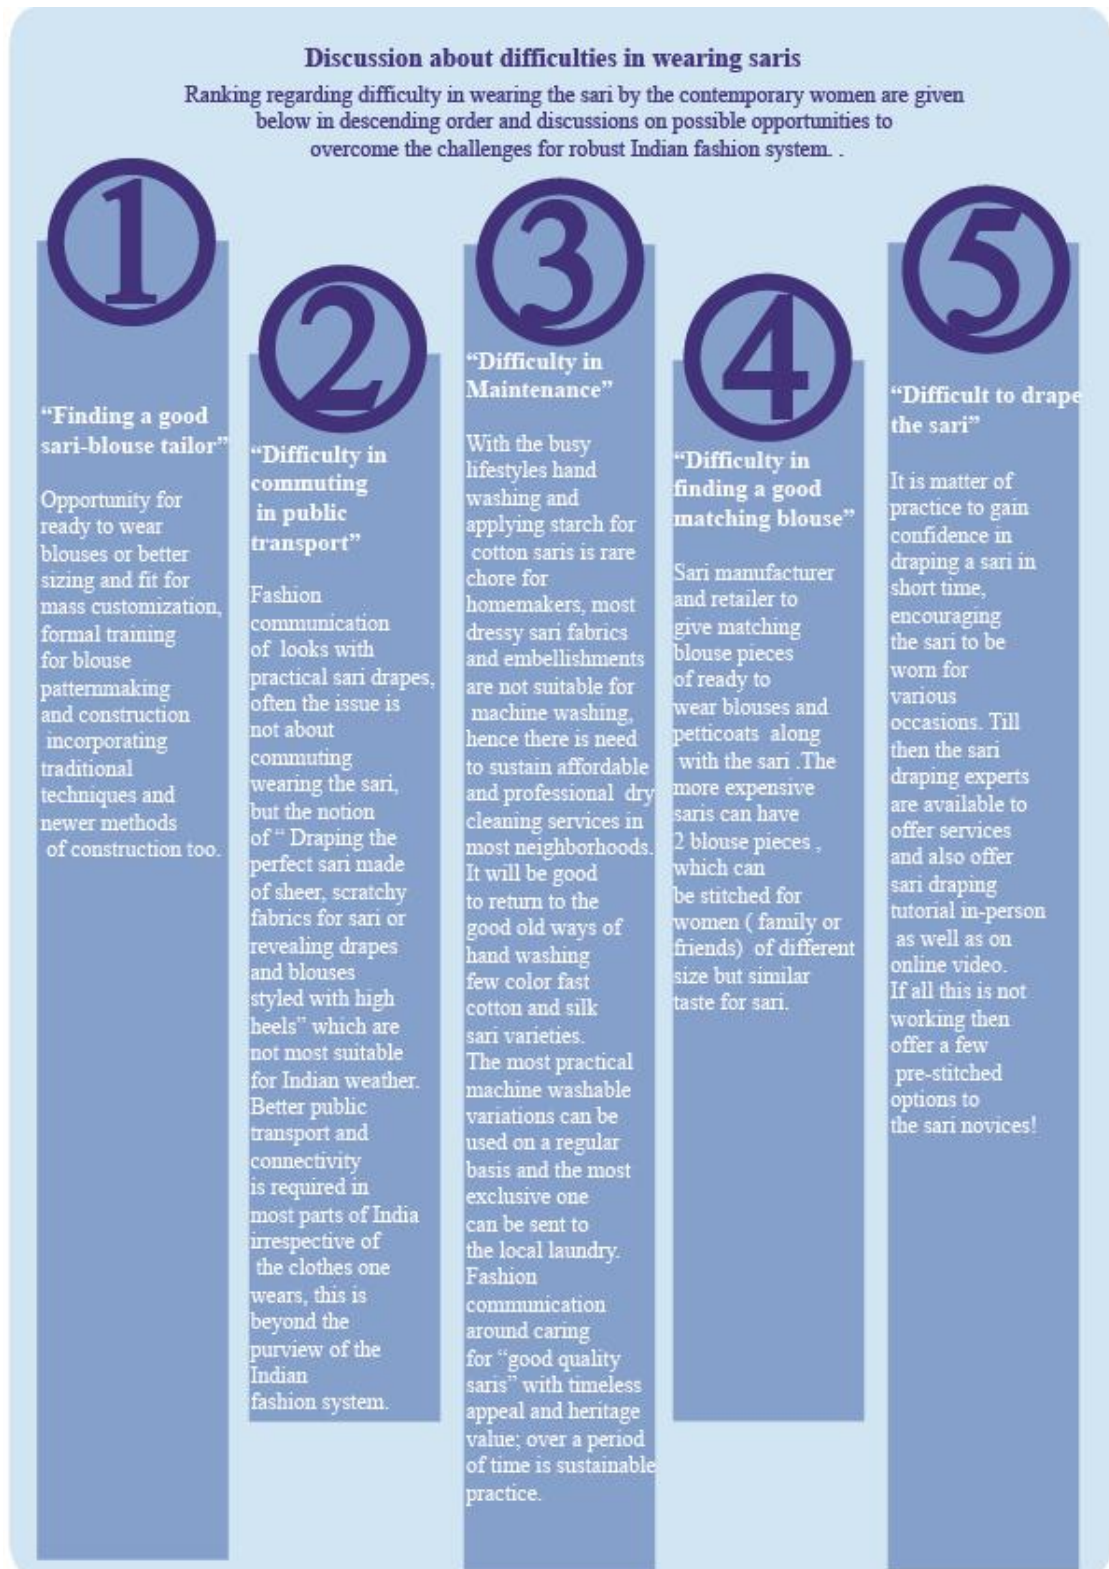 Discussion about difficulties in wearing saris
Ranking regarding difficulty in wearing the sari by the contemporary women are given
below in descending order and discussions on possible opportunities to
overcome the challenges for robust Indian fashion system. .
1
“Finding a good
sari-blouse tailor”
Opportunity for
ready to wear
blouses or better
sizing and fit for
mass customization,
formal training
for blouse
patternmaking
and construction
incorporating
traditional
techniques and
newer methods
of construction too.
2
“Difficulty in
commuting
in public
transport”
Fashion
communication
of looks with
practical sari drapes,
often the issue is
not about
commuting
wearing the sari,
but the notion
of “ Draping the
perfect sari made
of sheer, scratchy
fabrics for sari or
revealing drapes
and blouses
styled with high
heels” which are
not most suitable
for Indian weather.
Better public
transport and
connectivity
is required in
most parts of India
irrespective of
the clothes one
wears, this is
beyond the
purview of the
Indian
fashion system.
3
“Difficulty in
Maintenance”
With the busy
lifestyles hand
washing and
applying starch for
cotton saris is rare
chore for
homemakers, most
dressy sari fabrics
and embellishments
are not suitable for
machine washing,
hence there is need
to sustain affordable
and professional dry
cleaning services in
most neighborhoods.
It will be good
to return to the
good old ways of
hand washing
few color fast
cotton and silk
sari varieties.
The most practical
machine washable
variations can be
used on a regular
basis and the most
exclusive one
can be sent to
the local laundry.
Fashion
communication
around caring
for “good quality
saris” with timeless
appeal and heritage
value; over a period
of time is sustainable
practice.
4
“Difficulty in
finding a good
matching blouse”
Sari manufacturer
and retailer to
give matching
blouse pieces
of ready to
wear blouses and
petticoats along
with the sari .The
more expensive
saris can have
2 blouse pieces ,
which can
be stitched for
women ( family or
friends) of different
size but similar
taste for sari.
5
“Difficult to drape
the sari”
It is matter of
practice to gain
confidence in
draping a sari in
short time,
encouraging
the sari to be
worn for
various
occasions. Till
then the sari
draping experts
are available to
offer services
and also offer
sari draping
tutorial in-person
as well as on
online video.
If all this is not
working then
offer a few
pre-stitched
options to
the sari novices!